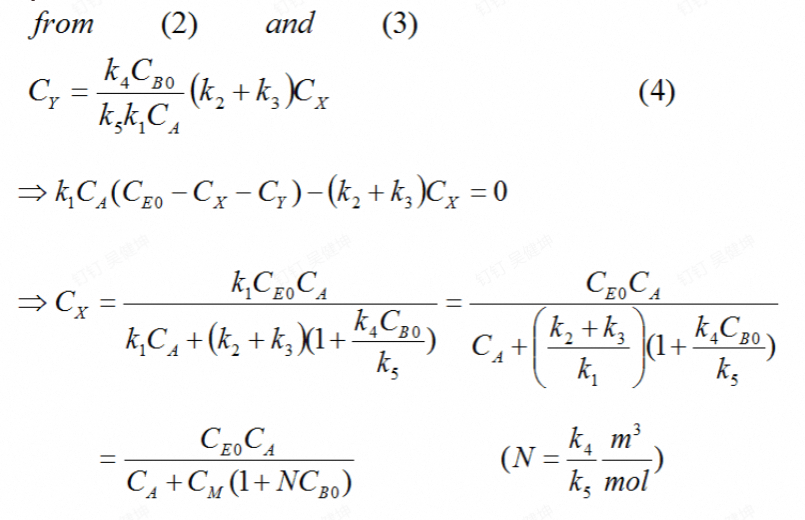 from (2) and (3)
C_Y = \frac{k_4 C_{B0}}{k_5 k_1 C_A} (k_2 + k_3) C_X (4)
⇒ k_1 C_A (C_{E0} − C_X − C_Y) − (k_2 + k_3) C_X = 0
⇒ C_X = \frac{k_1 C_{E0} C_A}{k_1 C_A + (k_2 + k_3)(1 + \frac{k_4 C_{B0}}{k_5})} = \frac{C_{E0} C_A}{C_A + \left(\frac{k_2 + k_3}{k_1}\right)(1 + \frac{k_4 C_{B0}}{k_5})}
= \frac{C_{E0} C_A}{C_A + C_M (1 + N C_{B0})} (N = \frac{k_4}{k_5} \frac{m^3}{mol})